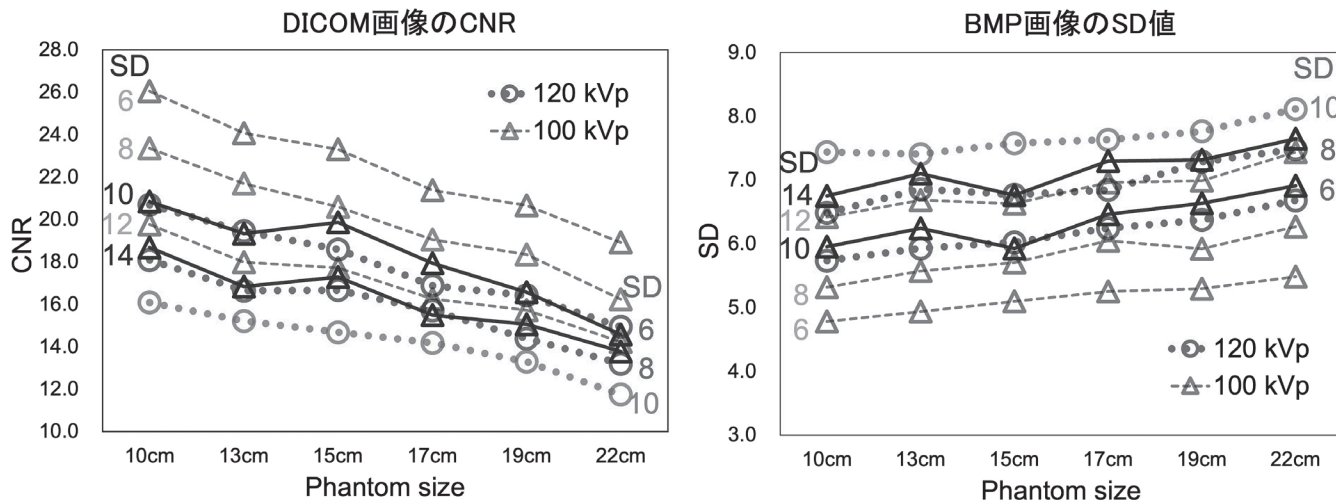 DICOM画像のCNR
28.0
26.0
24.0
22.0
20.0
18.0
16.0
14.0
12.0
10.0
CNR
SD
6
8
10
12
14
120 kVp
100 kVp
SD
6
8
10
10cm
13cm
15cm
17cm
19cm
22cm
Phantom size
BMP画像のSD値
9.0
8.0
7.0
6.0
5.0
4.0
3.0
SD
SD
14
12
10
8
6
SD
10
8
6
120 kVp
100 kVp
10cm
13cm
15cm
17cm
19cm
22cm
Phantom size